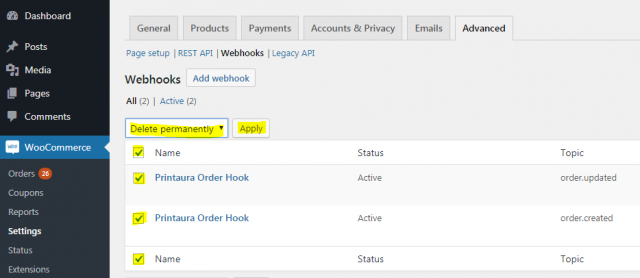 Dashboard
Posts
Media
Pages
Comments
woo WooCommerce
Orders 26
Coupons
Reports
Settings
Status
Extensions
General Products Payments Accounts & Privacy Emails Advanced
Page setup | REST API | Webhooks | Legacy API
Webhooks Add webhook
All (2) | Active (2)
Delete permanently Apply
Name Status Topic
Printaura Order Hook Active order.updated
Printaura Order Hook Active order.created
Name Status Topic